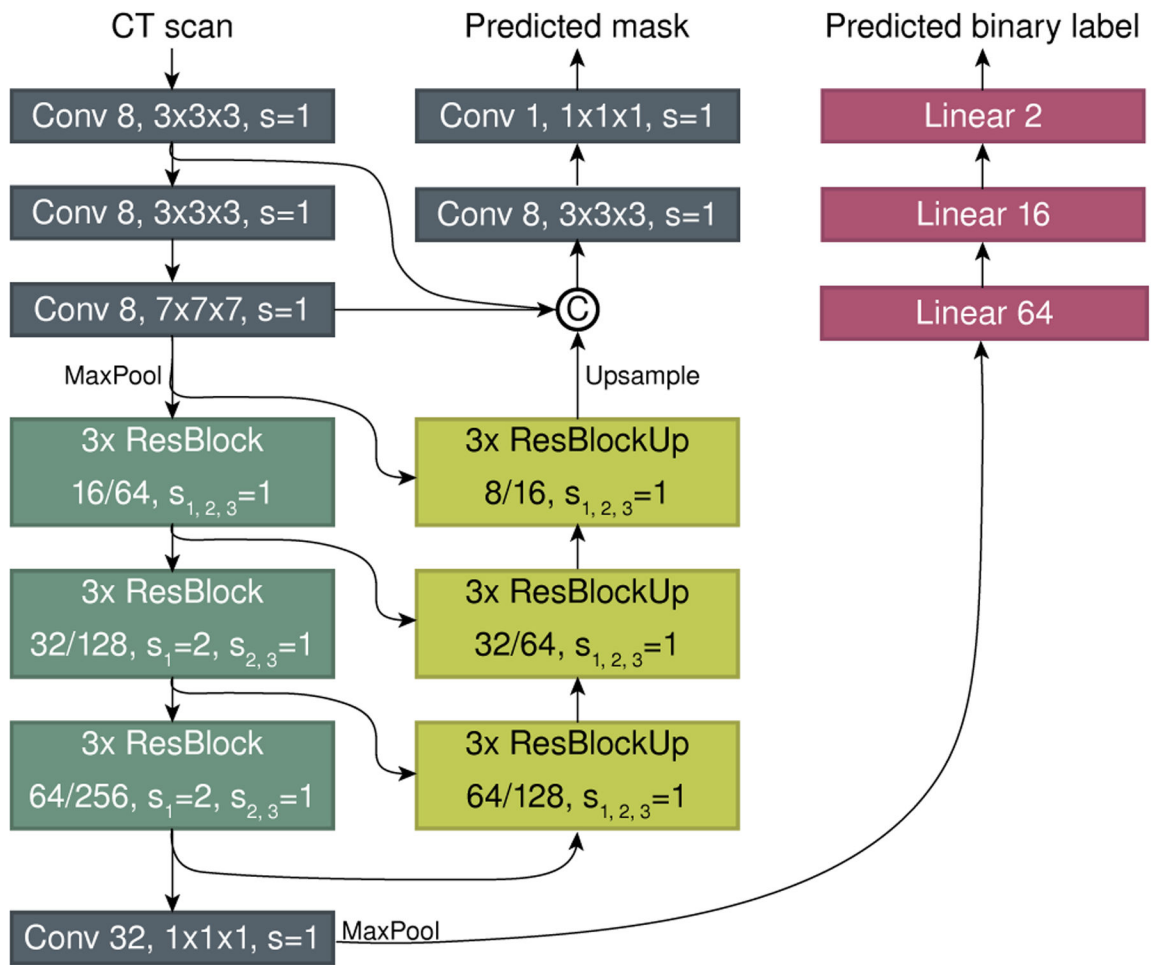 CT scan
Conv 8, 3x3x3, s=1
Conv 8, 3x3x3, s=1
Conv 8, 7x7x7, s=1
MaxPool
3x ResBlock
16/64, s1, 2, 3=1
3x ResBlock
32/128, s1=2, s2, 3=1
3x ResBlock
64/256, s1=2, s2, 3=1
Conv 32, 1x1x1, s=1
MaxPool
Predicted mask
Conv 1, 1x1x1, s=1
Conv 8, 3x3x3, s=1
C
Upsample
3x ResBlockUp
8/16, s1, 2, 3=1
3x ResBlockUp
32/64, s1, 2, 3=1
3x ResBlockUp
64/128, s1, 2, 3=1
Predicted binary label
Linear 2
Linear 16
Linear 64